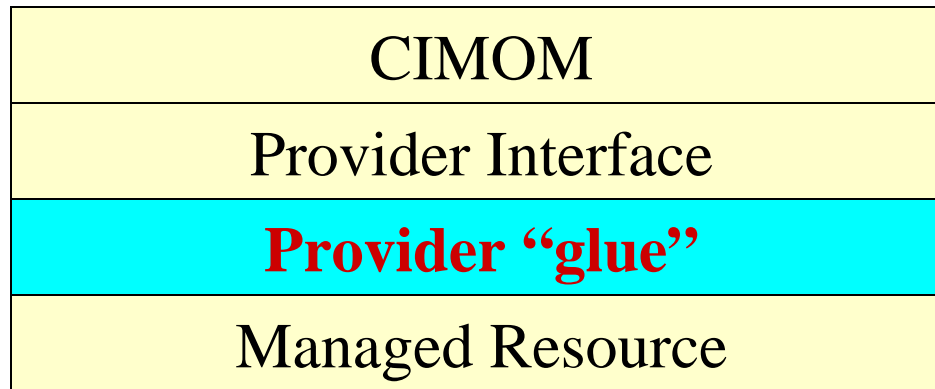 CIMOM
Provider Interface
Provider “glue”
Managed Resource